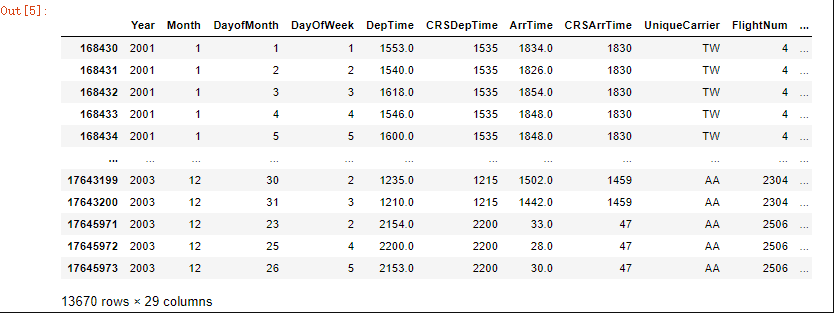 Out[5]:
Year Month DayofMonth DayOfWeek DepTime CRSDepTime ArrTime CRSArrTime UniqueCarrier FlightNum ...
168430 2001 1 1 1 1553.0 1535 1834.0 1830 TW 4 ...
168431 2001 1 2 2 1540.0 1535 1826.0 1830 TW 4 ...
168432 2001 1 3 3 1618.0 1535 1854.0 1830 TW 4 ...
168433 2001 1 4 4 1546.0 1535 1848.0 1830 TW 4 ...
168434 2001 1 5 5 1600.0 1535 1848.0 1830 TW 4 ...
... ... ... ... ... ... ... ... ... ... ... ...
17643199 2003 12 30 2 1235.0 1215 1502.0 1459 AA 2304 ...
17643200 2003 12 31 3 1210.0 1215 1442.0 1459 AA 2304 ...
17645971 2003 12 23 2 2154.0 2200 33.0 47 AA 2506 ...
17645972 2003 12 25 4 2200.0 2200 28.0 47 AA 2506 ...
17645973 2003 12 26 5 2153.0 2200 30.0 47 AA 2506 ...
13670 rows × 29 columns